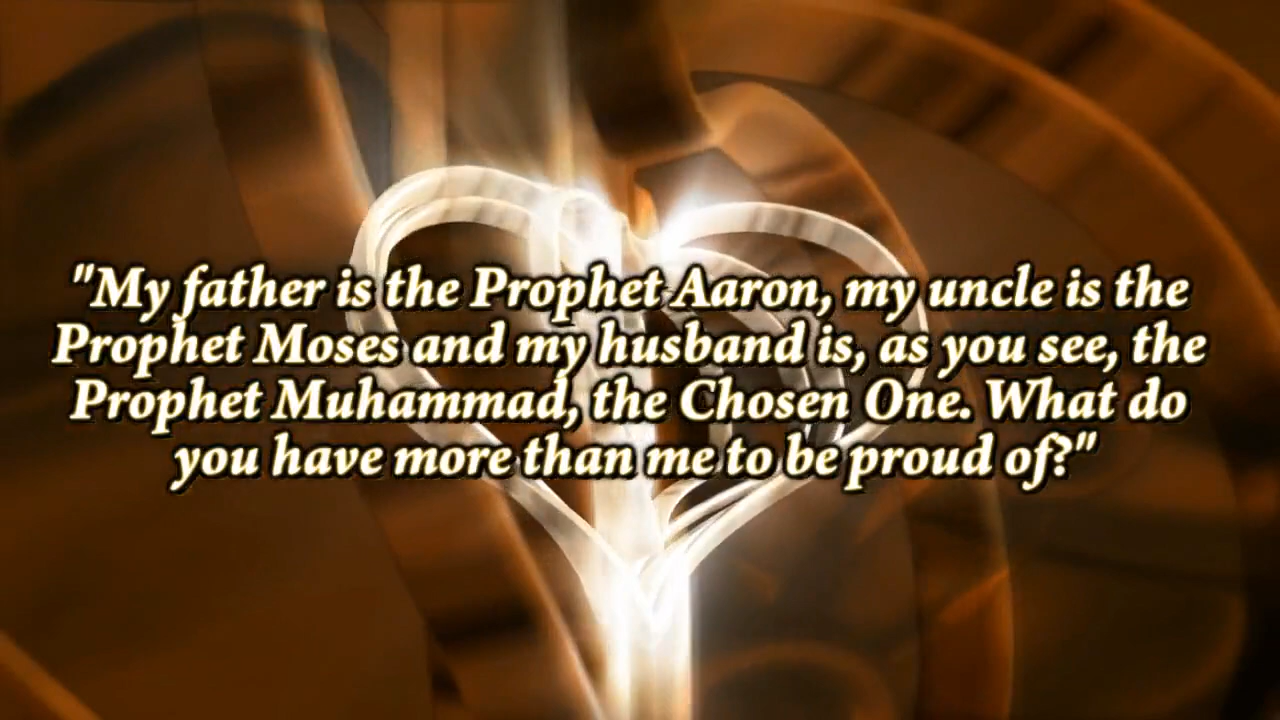 "My father is the Prophet Aaron, my uncle is the
Prophet Moses and my husband is, as you see, the
Prophet Muhammad, the Chosen One. What do
you have more than me to be proud of?"